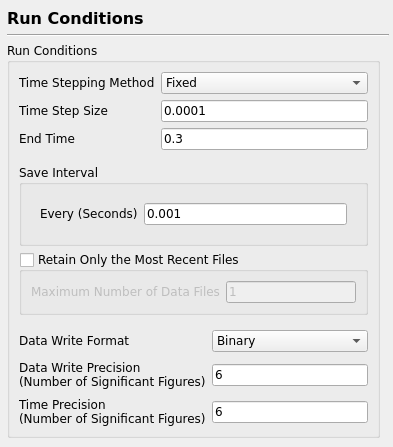 Run Conditions
Run Conditions
Time Stepping Method Fixed
Time Step Size 0.0001
End Time 0.3
Save Interval
Every (Seconds) 0.001
Retain Only the Most Recent Files
Maximum Number of Data Files 1
Data Write Format Binary
Data Write Precision
(Number of Significant Figures) 6
Time Precision
(Number of Significant Figures) 6